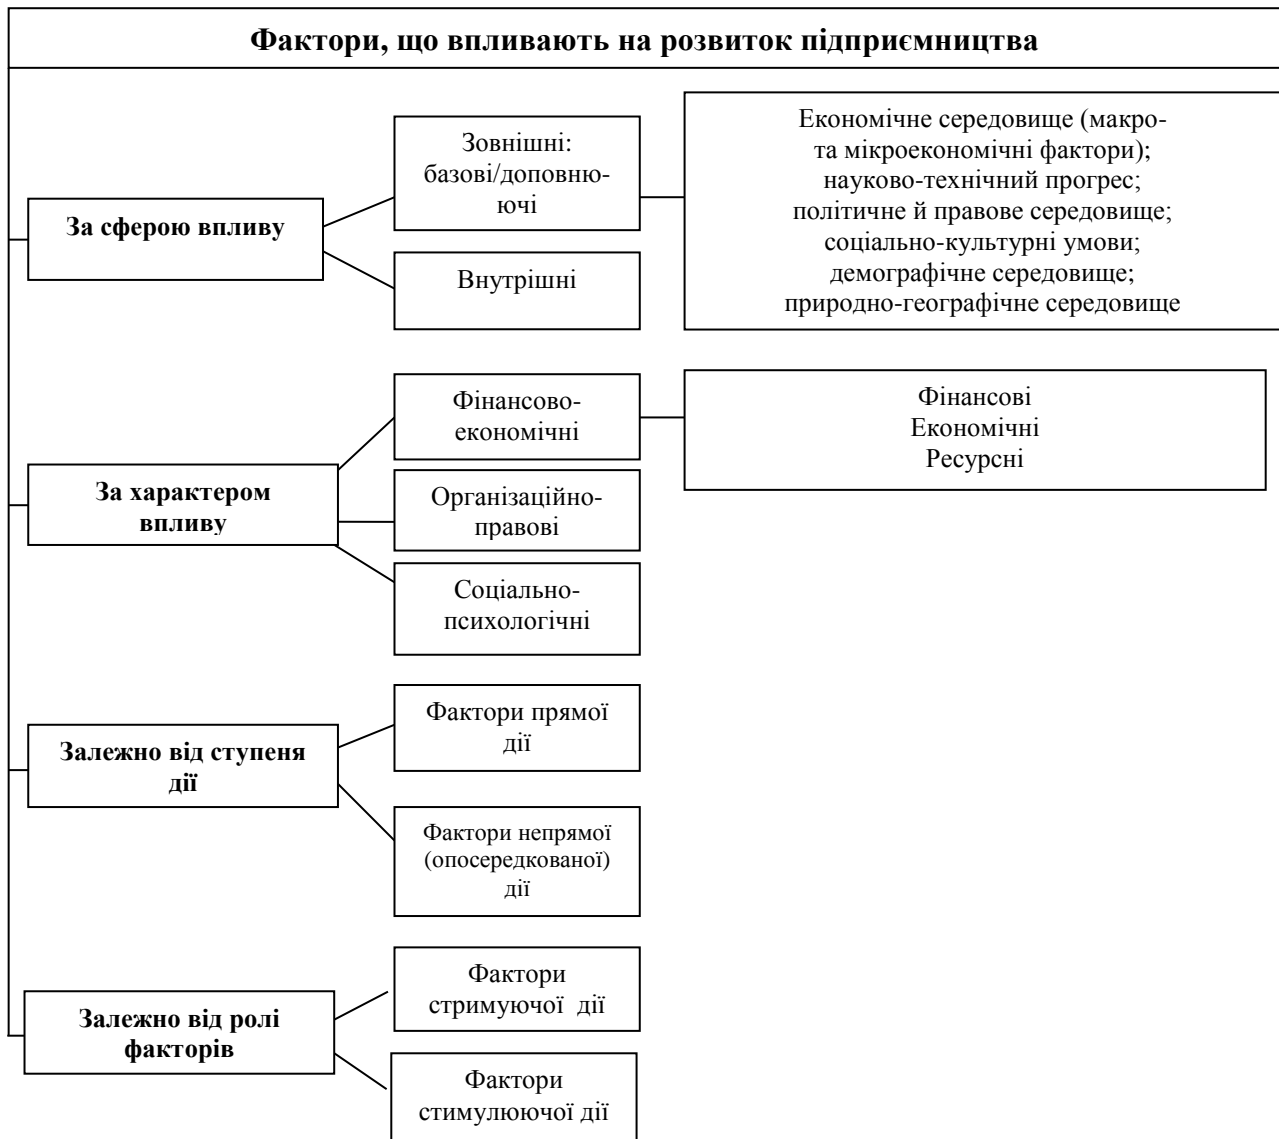 Фактори, що впливають на розвиток підприємництва
За сферою впливу
Зовнішні:
базові/доповню-
ючі
Внутрішні
Економічне середовище (макро-
та мікроекономічні фактори);
науково-технічний прогрес;
політичне й правове середовище;
соціально-культурні умови;
демографічне середовище;
природно-географічне середовище
За характером
впливу
Фінансово-
економічні
Організаційно-
правові
Соціально-
психологічні
Фінансові
Економічні
Ресурсні
Залежно від ступеня
дії
Фактори прямої
дії
Фактори непрямої
(опосередкованої)
дії
Залежно від ролі
факторів
Фактори
стримуючої дії
Фактори
стимулюючої дії